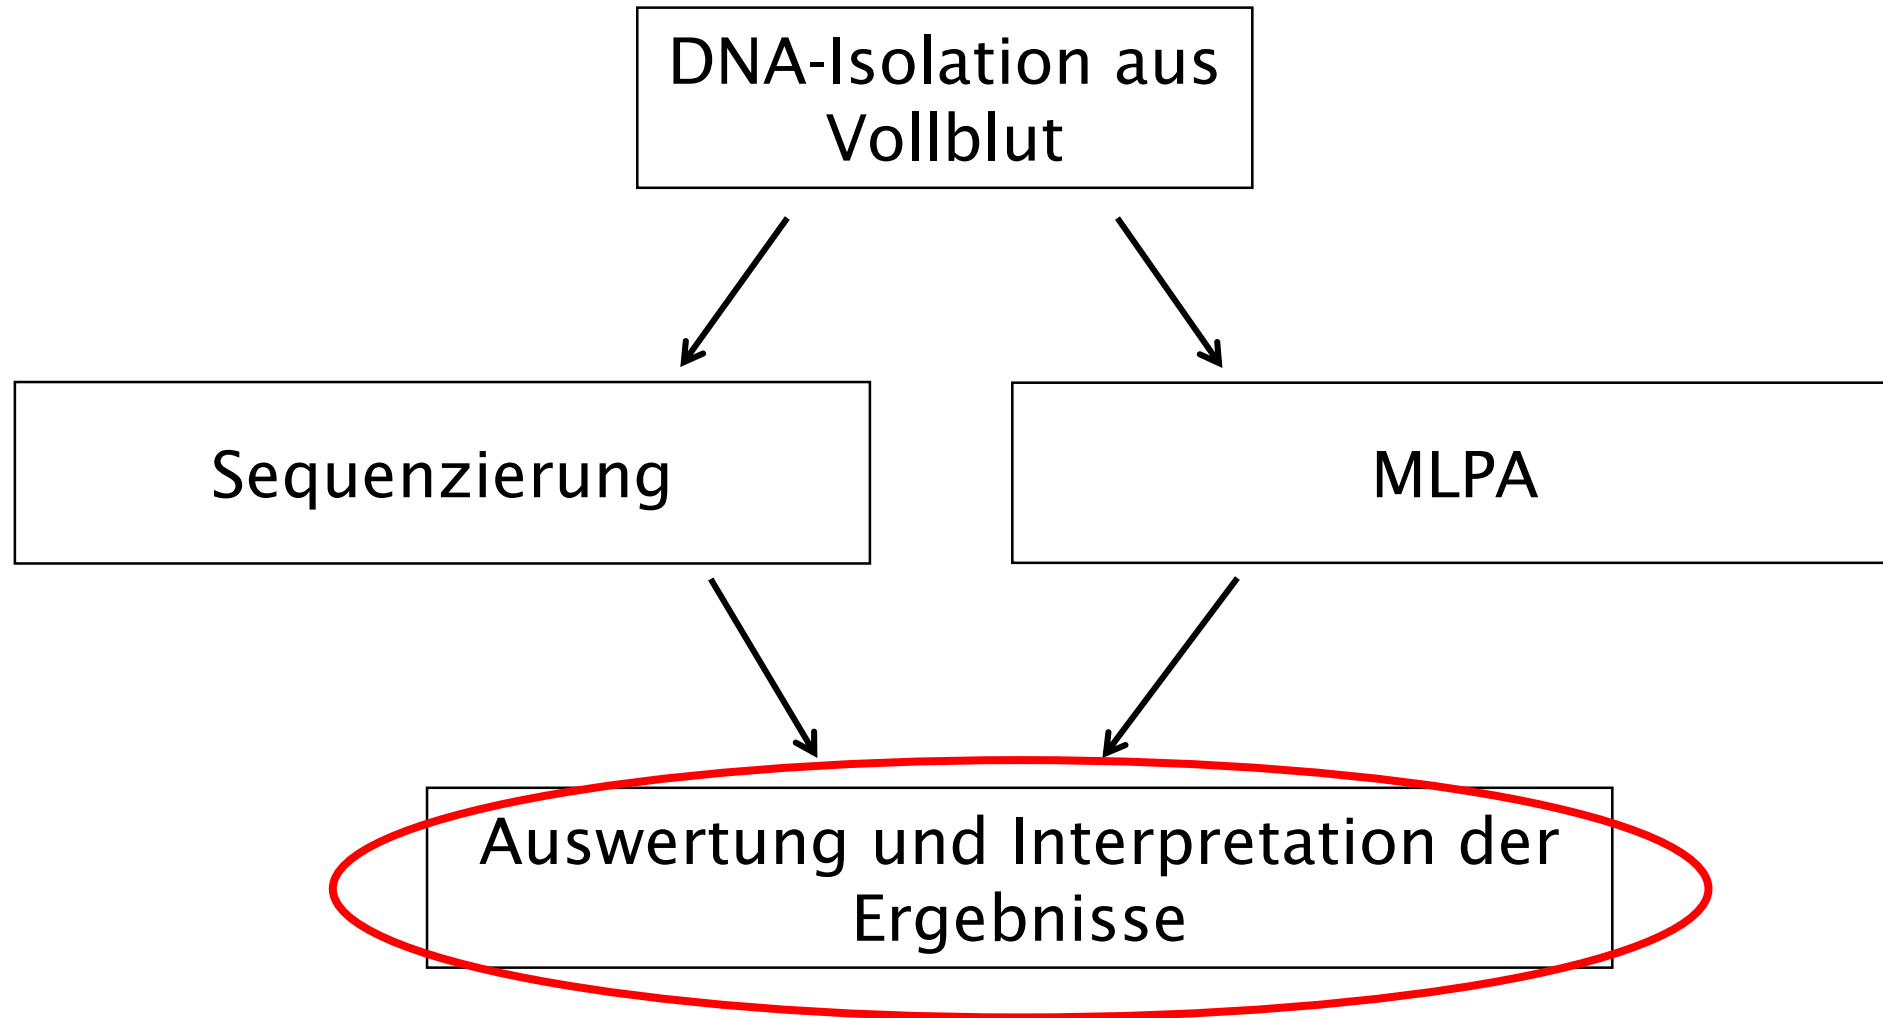 DNA-Isolation aus
Vollblut
Sequenzierung
MLPA
Auswertung und Interpretation der
Ergebnisse